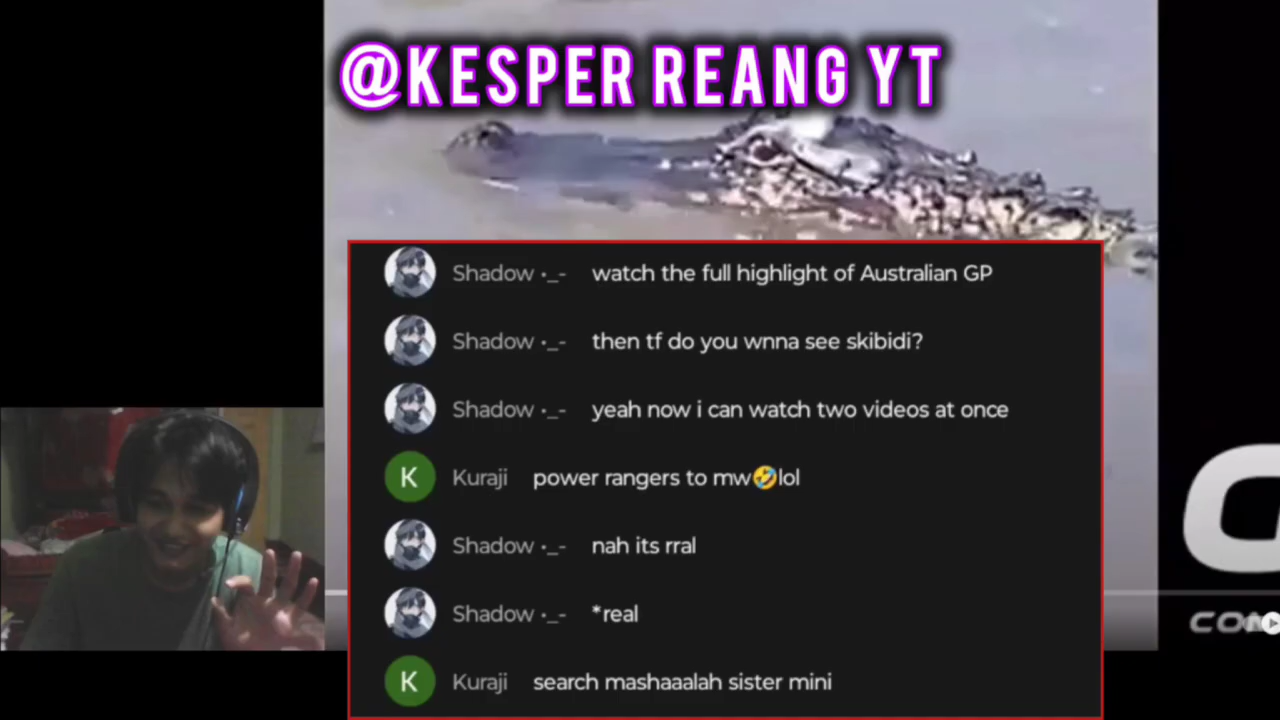 @KESPER REANG YT
Shadow •_- watch the full highlight of Australian GP
Shadow •_- then tf do you wnna see skibidi?
Shadow •_- yeah now i can watch two videos at once
K Kuraji power rangers to mw🤣lol
Shadow •_- nah its rral
Shadow •_- *real
K Kuraji search mashaaalah sister mini